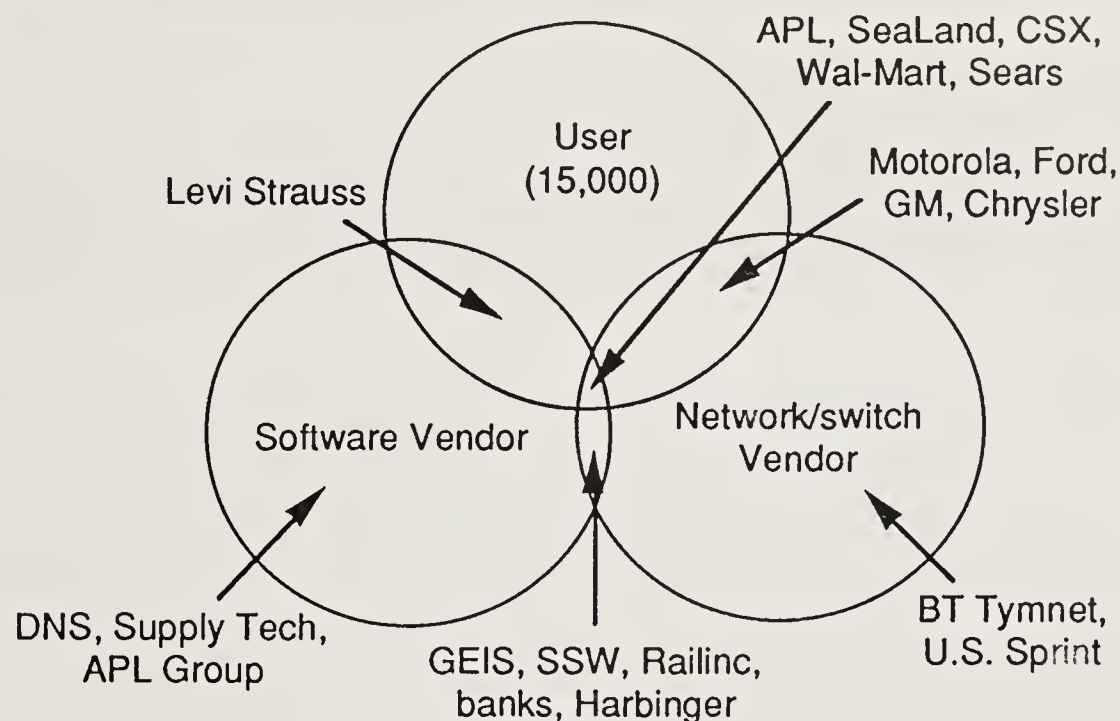 APL, SeaLand, CSX,
Wal-Mart, Sears
User
(15,000)
Motorola, Ford,
GM, Chrysler
Levi Strauss
Software Vendor
Network/switch
Vendor
DNS, Supply Tech,
APL Group
GEIS, SSW, Railinc,
banks, Harbinger
BT Tymnet,
U.S. Sprint